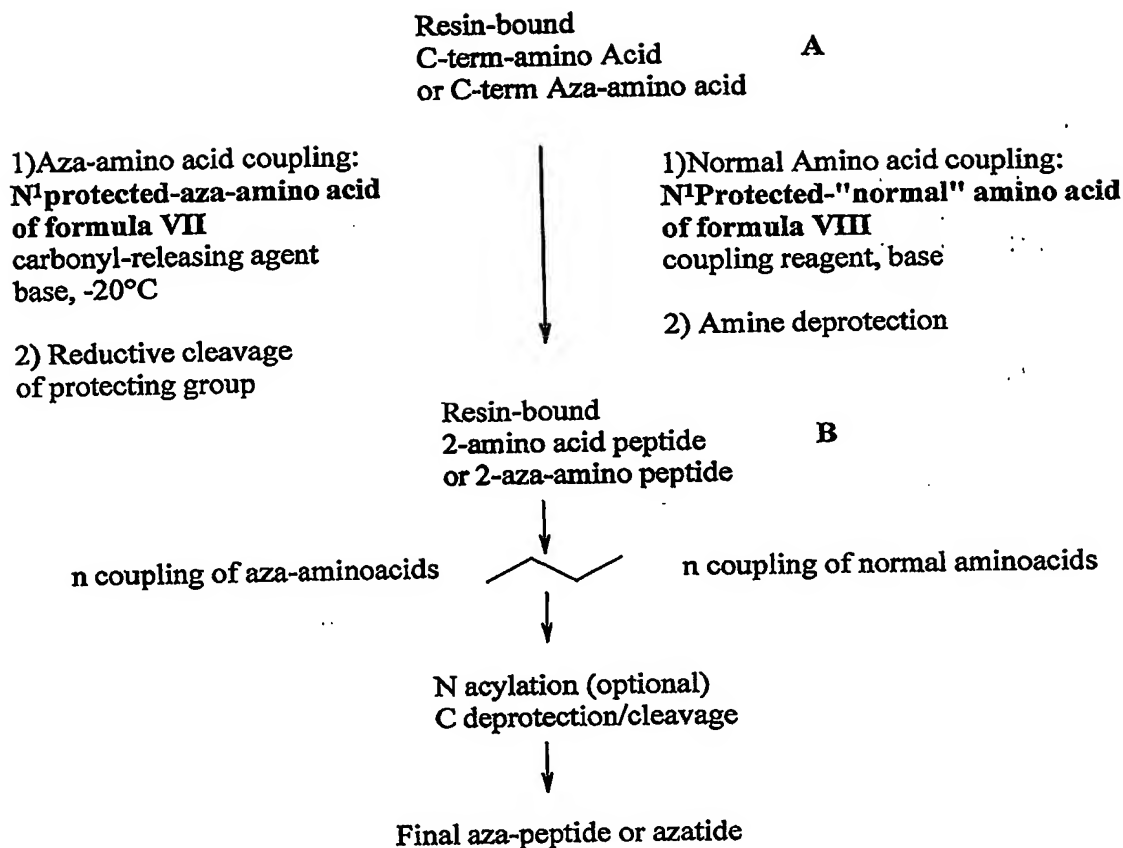 Resin-bound
C-term-amino Acid
or C-term Aza-amino acid
A
1)Aza-amino acid coupling:
N¹protected-aza-amino acid
of formula VII
carbonyl-releasing agent
base, -20°C
2) Reductive cleavage
of protecting group
1)Normal Amino acid coupling:
N¹Protected-"normal" amino acid
of formula VIII
coupling reagent, base
2) Amine deprotection
Resin-bound
2-amino acid peptide
or 2-aza-amino peptide
B
n coupling of aza-aminoacids
n coupling of normal aminoacids
N acylation (optional)
C deprotection/cleavage
Final aza-peptide or azatide